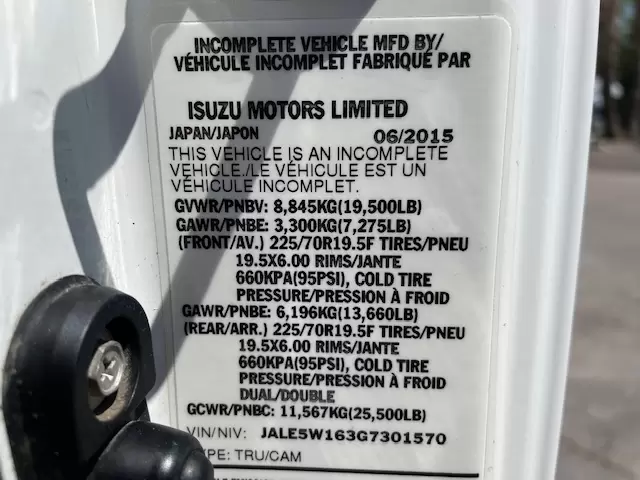 INCOMPLETE VEHICLE MFD BY/
VÉHICULE INCOMPLET FABRIQUÉ PAR
ISUZU MOTORS LIMITED
JAPAN/JAPON 06/2015
THIS VEHICLE IS AN INCOMPLETE
VEHICLE./LE VÉHICULE EST UN
VÉHICULE INCOMPLET.
GVWR/PNBV: 8,845KG(19,500LB)
GAWR/PNBE: 3,300KG(7,275LB)
(FRONT/AV.) 225/70R19.5F TIRES/PNEU
19.5X6.00 RIMS/JANTE
660KPA(95PSI), COLD TIRE
PRESSURE/PRESSION À FROID
GAWR/PNBE: 6,196KG(13,660LB)
(REAR/ARR.) 225/70R19.5F TIRES/PNEU
19.5X6.00 RIMS/JANTE
660KPA(95PSI), COLD TIRE
PRESSURE/PRESSION À FROID
DUAL/DOUBLE
GCWR/PNBC: 11,567KG(25,500LB)
VIN/NIV: JALE5W163G7301570
YPE: TRU/CAM